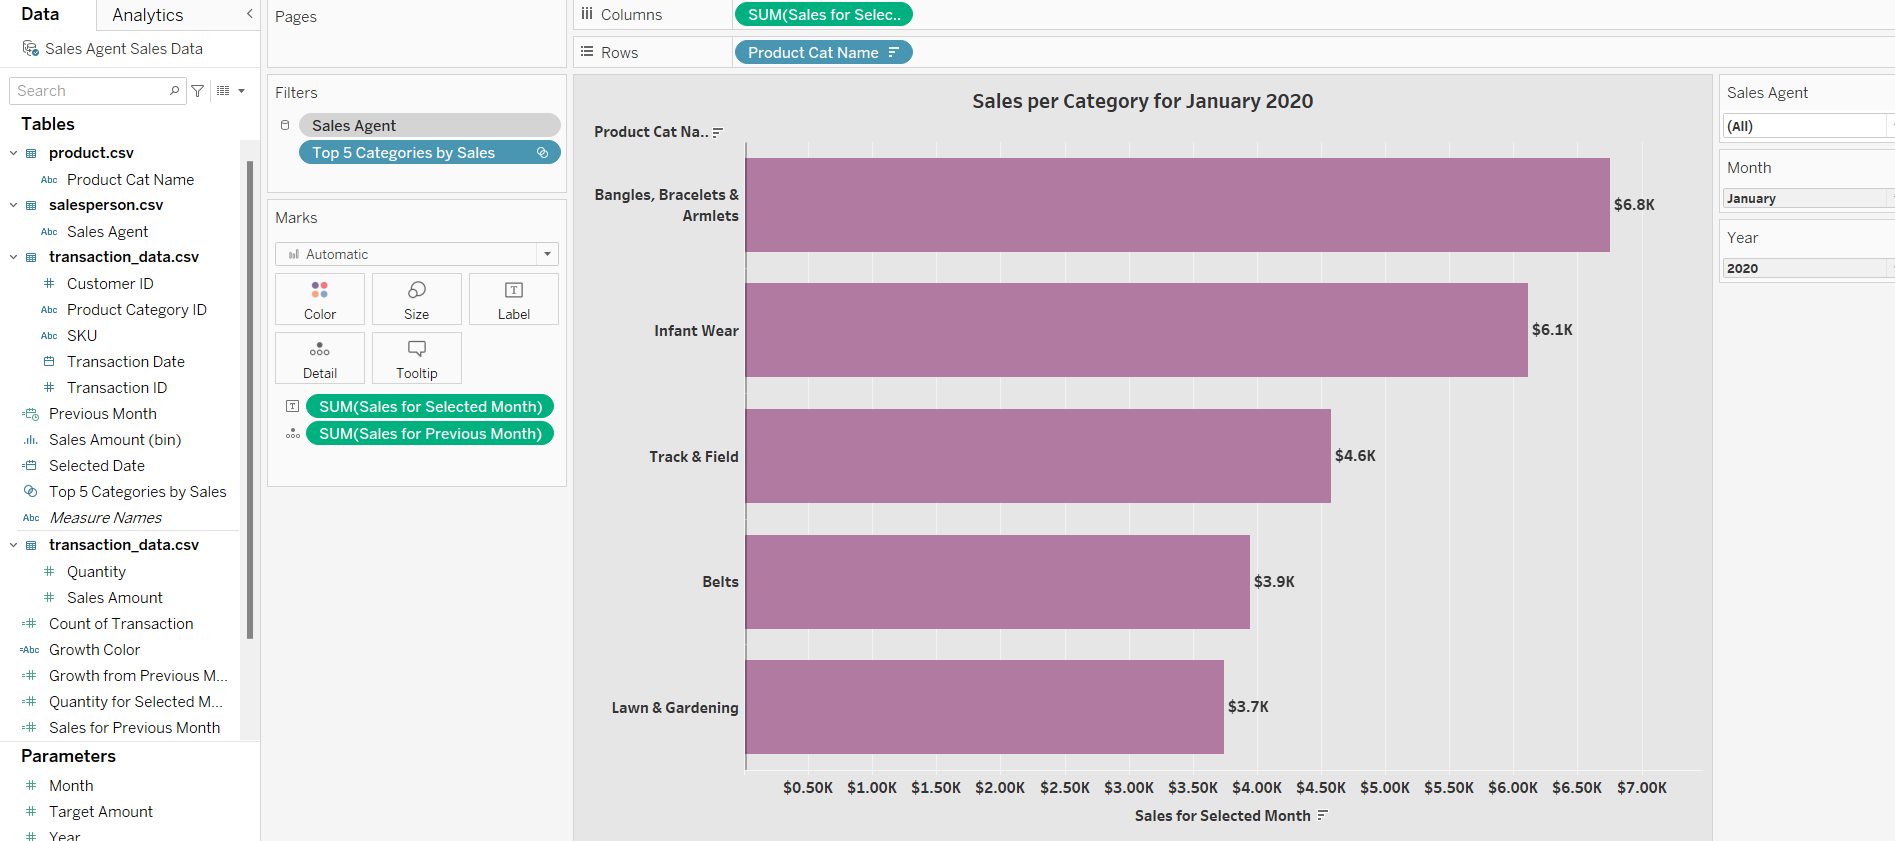 Data
Analytics
Sales Agent Sales Data
Search
Tables
product.csv
Abc Product Cat Name
salesperson.csv
Abc Sales Agent
transaction_data.csv
# Customer ID
Abc Product Category ID
Abc SKU
Transaction Date
# Transaction ID
Previous Month
Sales Amount (bin)
Selected Date
Top 5 Categories by Sales
Abc Measure Names
transaction_data.csv
# Quantity
# Sales Amount
=# Count of Transaction
=Abc Growth Color
=# Growth from Previous M...
=# Quantity for Selected M...
=# Sales for Previous Month
Parameters
# Month
# Target Amount
# Year
Pages
Filters
Sales Agent
Top 5 Categories by Sales
Marks
Automatic
Color
Size
T
Label
Detail
Tooltip
T SUM(Sales for Selected Month)
SUM(Sales for Previous Month)
Columns
SUM(Sales for Selec..
Rows
Product Cat Name
Sales per Category for January 2020
Product Cat Na..
Bangles, Bracelets &
Armlets
$6.8K
Infant Wear
$6.1K
Track & Field
$4.6K
Belts
$3.9K
Lawn & Gardening
$3.7K
$0.50K $1.00K $1.50K $2.00K $2.50K $3.00K $3.50K $4.00K $4.50K $5.00K $5.50K $6.00K $6.50K $7.00K
Sales for Selected Month
Sales Agent
(All)
Month
January
Year
2020